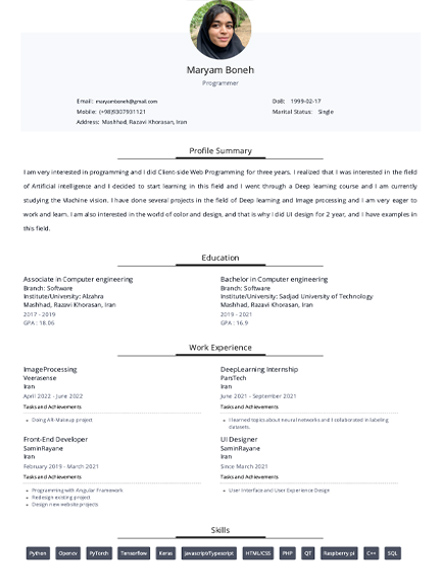 Maryam Boneh
Programmer
Email: maryamboneh@gmail.com
DoB: 1999-02-17
Mobile: (+98)9307931121
Marital Status: Single
Address: Mashhad, Razavi Khorasan, Iran
Profile Summary
I am very interested in programming and I did Client-side Web Programming for three years. I realized that I was interested in the field
of Artificial intelligence and I decided to start learning in this field and I went through a Deep learning course and I am currently
studying the Machine vision. I have done several projects in the field of Deep learning and Image processing and I am very eager to
work and learn. I am also interested in the world of color and design, and that is why I did UI design for 2 year, and I have examples in
this field.
Education
Associate in Computer engineering
Branch: Software
Institute/University: Alzahra
Mashhad, Razavi Khorasan, Iran
2017 - 2019
GPA : 18.06
Bachelor in Computer engineering
Branch: Software
Institute/University: Sadjad University of Technology
Mashhad, Razavi Khorasan, Iran
2019 - 2021
GPA : 16.9
Work Experience
ImageProcessing
Veerasense
Iran
April 2022 - June 2022
Tasks and Achievements
Doing AR-Makeup project
DeepLearning Internship
PartTech
Iran
June 2021 - September 2021
Tasks and Achievements
I learned topics about neural networks and I collaborated in labeling
datasets.
Front-End Developer
SaminRayane
Iran
February 2019 - March 2021
Tasks and Achievements
Programming with Angular Framework
Redesign existing project
Design new website projects
UI Designer
SaminRayane
Iran
Since March 2021
Tasks and Achievements
User Interface and User Experience Design
Skills
Python Opencv PyTorch Tensorflow Keras Javascript/Typescript HTML/CSS PHP QT Raspberry pi C++ SQL